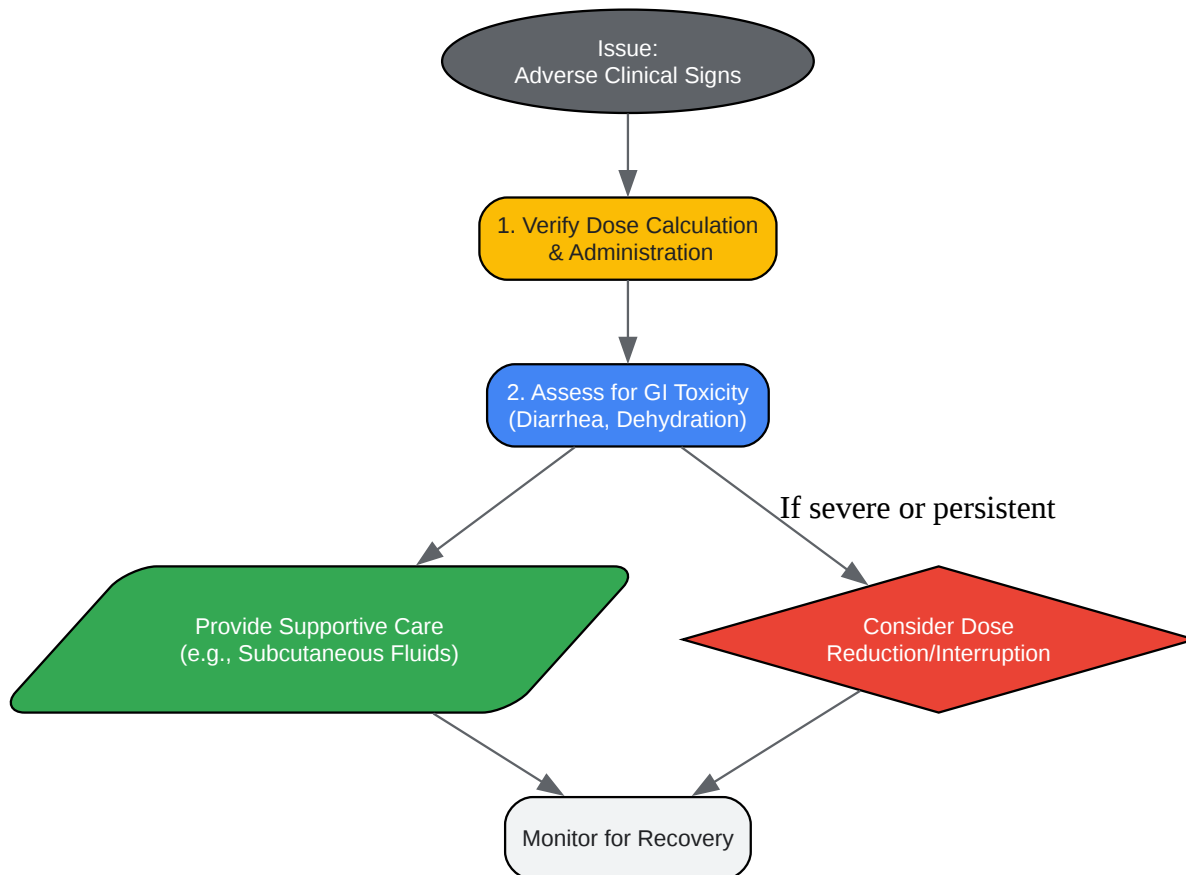 Issue:
Adverse Clinical Signs
1. Verify Dose Calculation
& Administration
2. Assess for GI Toxicity
(Diarrhea, Dehydration)
If severe or persistent
Provide Supportive Care
(e.g., Subcutaneous Fluids)
Consider Dose
Reduction/Interruption
Monitor for Recovery